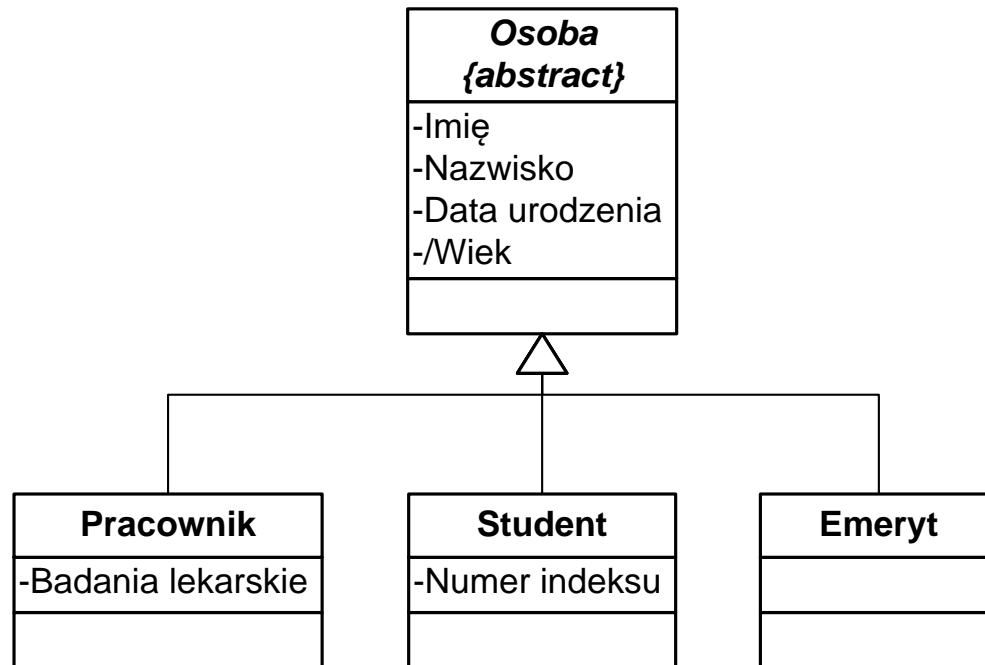 Osoba
{abstract}
-Imię
-Nazwisko
-Data urodzenia
-/Wiek
Pracownik
-Badania lekarskie
Student
-Numer indeksu
Emeryt